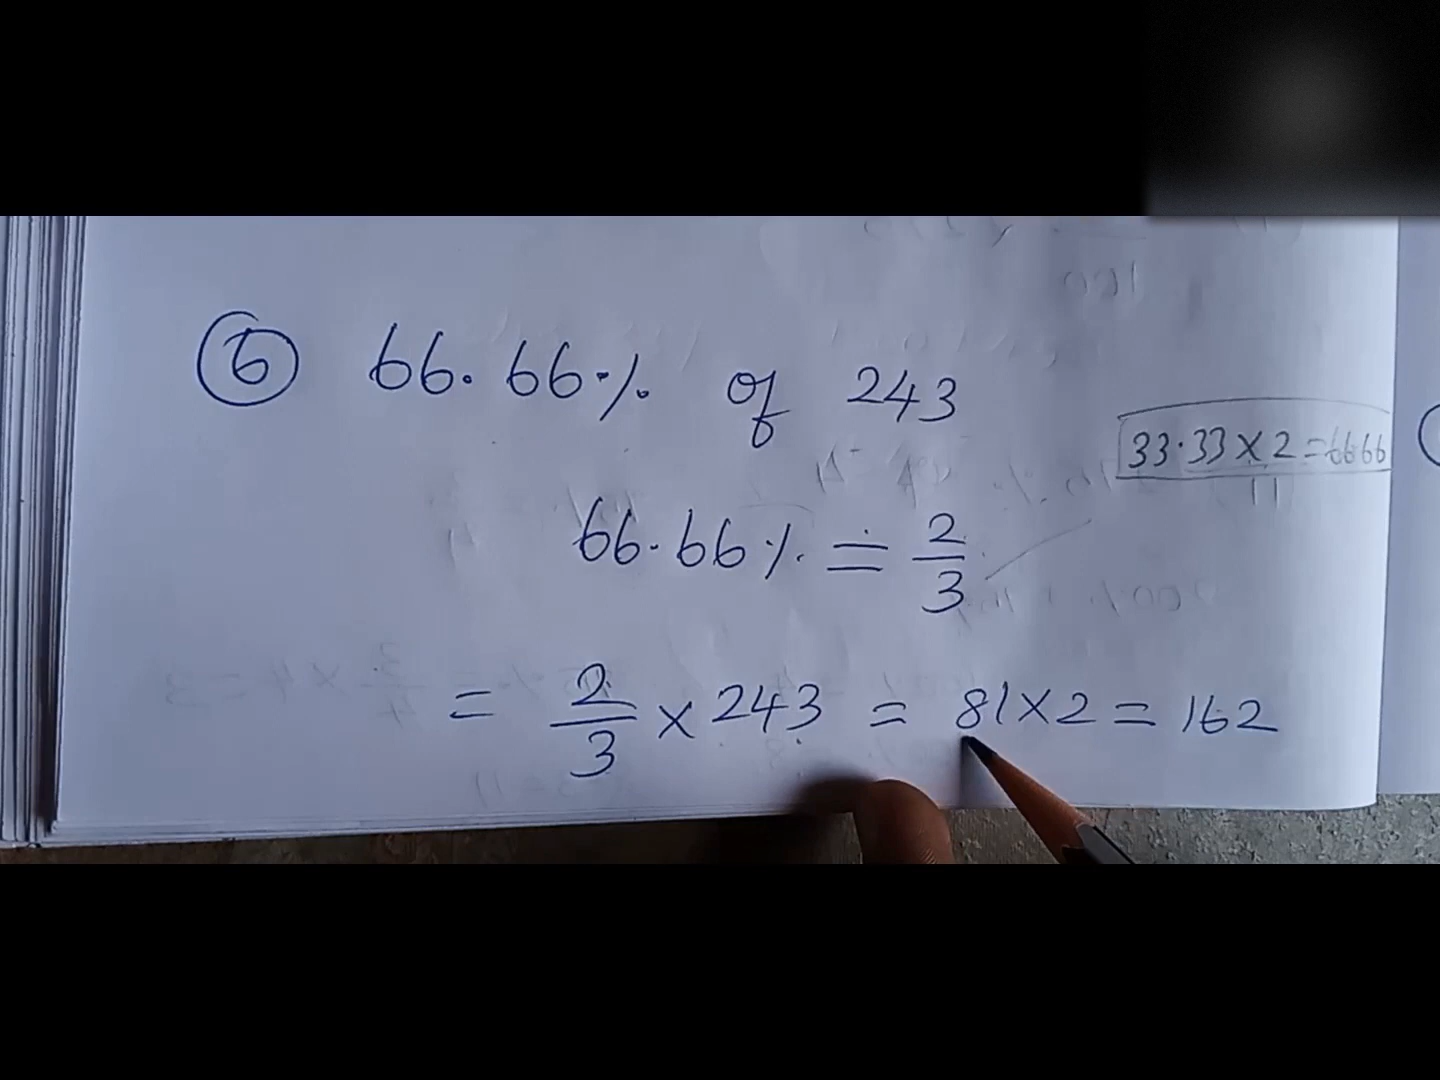 ⑥ 66.66% of 243
33.33 × 2 = 66.66
66.66% = 2/3
= 2/3 × 243 = 81 × 2 = 162